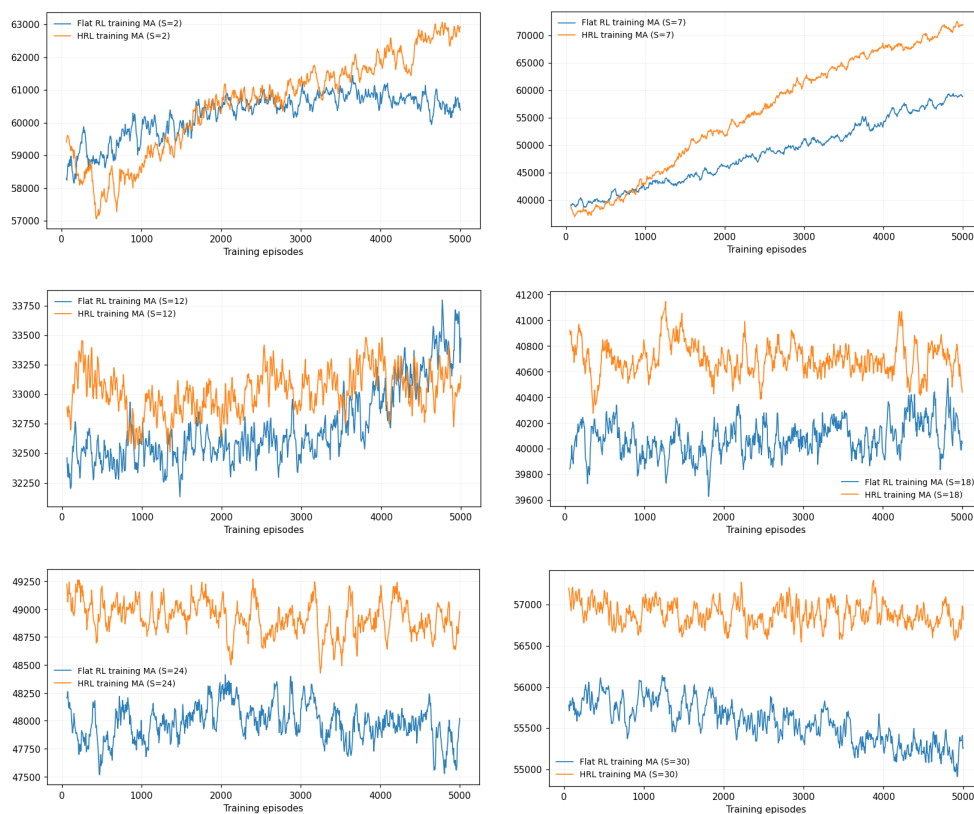 Flat RL training MA (S=2)
HRL training MA (S=2)
63000
62000
61000
60000
59000
58000
57000
0 1000 2000 3000 4000 5000
Training episodes
Flat RL training MA (S=7)
HRL training MA (S=7)
70000
65000
60000
55000
50000
45000
40000
0 1000 2000 3000 4000 5000
Training episodes
Flat RL training MA (S=12)
HRL training MA (S=12)
33750
33500
33250
33000
32750
32500
32250
0 1000 2000 3000 4000 5000
Training episodes
41200
41000
40800
40600
40400
40200
40000
39800
39600
Flat RL training MA (S=18)
HRL training MA (S=18)
0 1000 2000 3000 4000 5000
Training episodes
49250
49000
48750
48500
48250
48000
47750
47500
Flat RL training MA (S=24)
HRL training MA (S=24)
0 1000 2000 3000 4000 5000
Training episodes
57000
56500
56000
55500
55000
Flat RL training MA (S=30)
HRL training MA (S=30)
0 1000 2000 3000 4000 5000
Training episodes